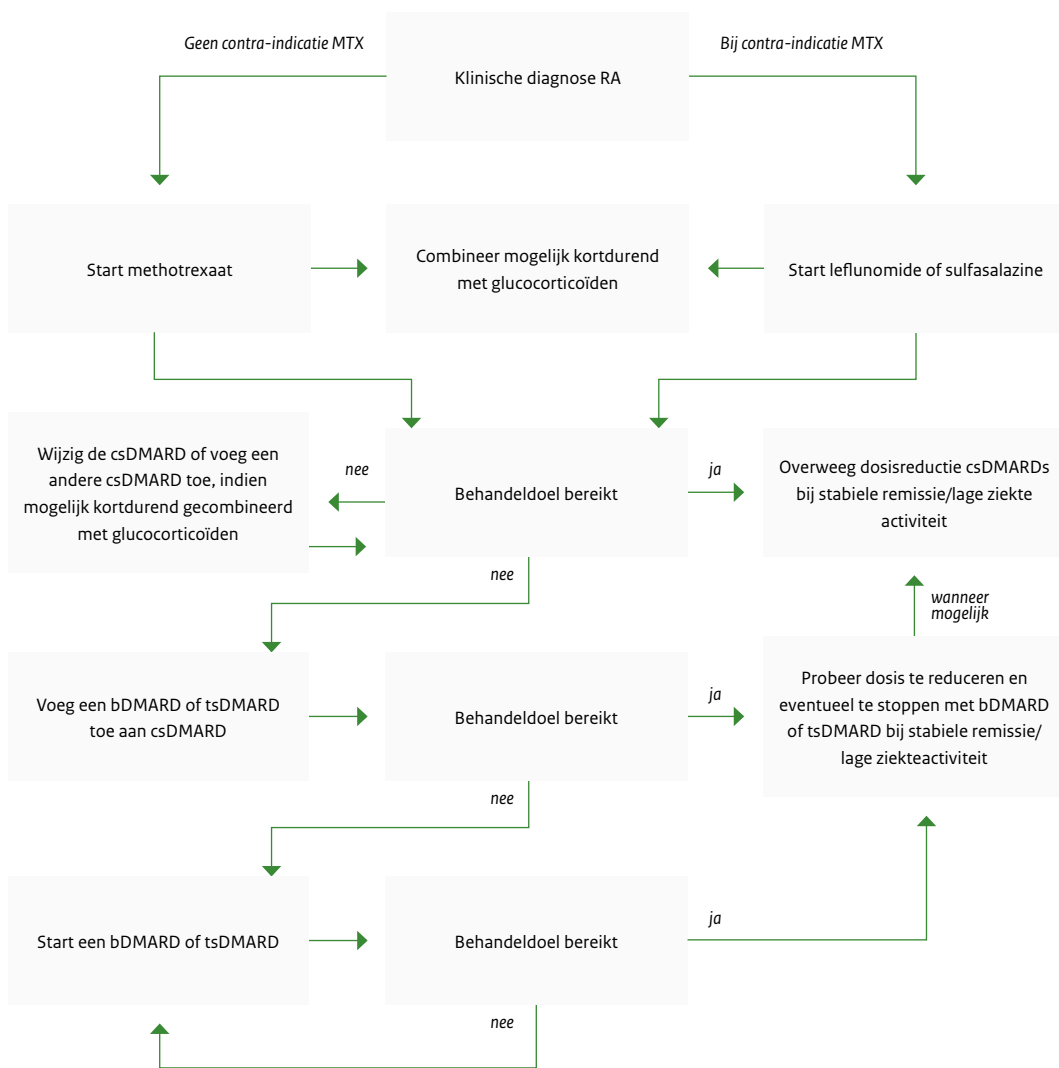 Geen contra-indicatie MTX
Bij contra-indicatie MTX
Klinische diagnose RA
Start methotrexaat
Combineer mogelijk kortdurend
met glucocorticoïden
Start leflunomide of sulfasalazine
Wijzig de csDMARD of voeg een
andere csDMARD toe, indien
mogelijk kortdurend gecombineerd
met glucocorticoïden
nee
Behandeldoel bereikt
ja
Overweeg dosisreductie csDMARDs
bij stabiele remissie/lage ziekte
activiteit
nee
wanneer
mogelijk
Voeg een bDMARD of tsDMARD
toe aan csDMARD
Behandeldoel bereikt
ja
Probeer dosis te reduceren en
eventueel te stoppen met bDMARD
of tsDMARD bij stabiele remissie/
lage ziekteactiviteit
nee
Start een bDMARD of tsDMARD
Behandeldoel bereikt
ja
nee